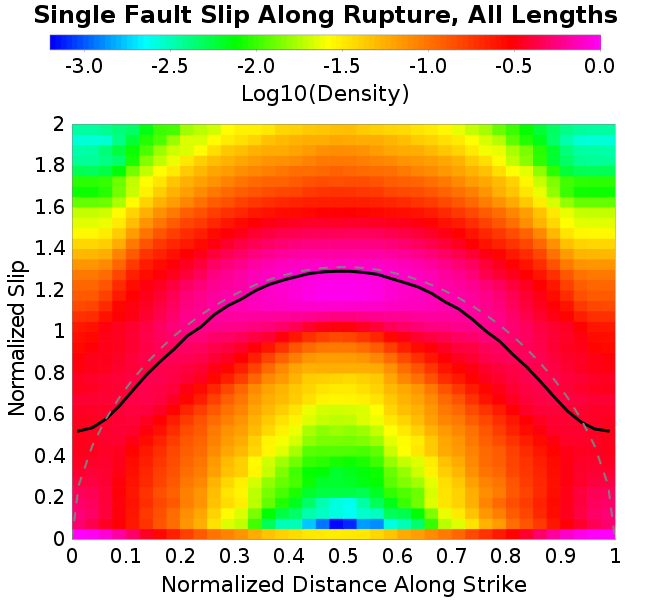 Single Fault Slip Along Rupture, All Lengths
-3.0 -2.5 -2.0 -1.5 -1.0 -0.5 0.0
Log10(Density)
2
1.8
1.6
1.4
1.2
1
0.8
0.6
0.4
0.2
0
Normalized Slip
0 0.1 0.2 0.3 0.4 0.5 0.6 0.7 0.8 0.9 1
Normalized Distance Along Strike